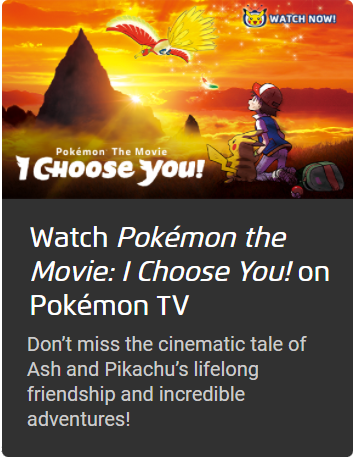 WATCH NOW!
Pokémon The Movie
I CHOOSE YOU!
Watch Pokémon the
Movie: I Choose You! on
Pokémon TV
Don’t miss the cinematic tale of
Ash and Pikachu’s lifelong
friendship and incredible
adventures!